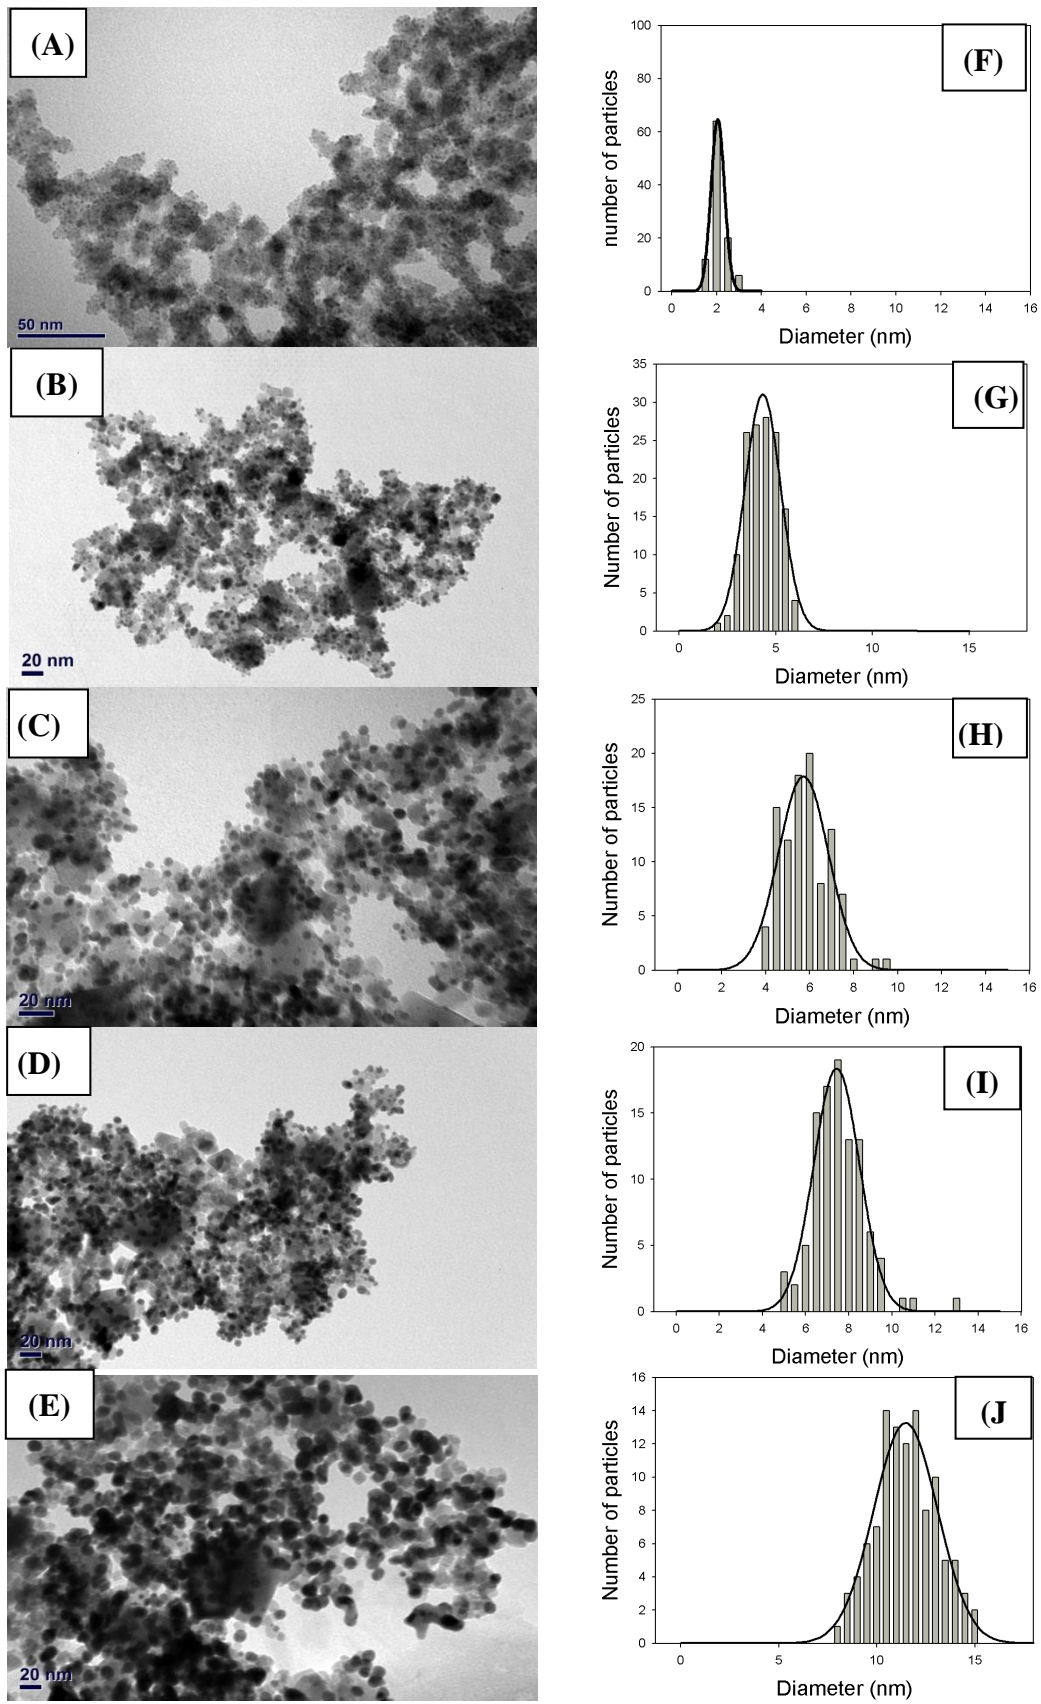 (A)
50 nm
(F)
number of particles
100
80
60
40
20
0
0 2 4 6 8 10 12 14 16
Diameter (nm)
(B)
20 nm
(G)
Number of particles
35
30
25
20
15
10
5
0
0 5 10 15
Diameter (nm)
(C)
20 nm
(H)
Number of particles
25
20
15
10
5
0
0 2 4 6 8 10 12 14 16
Diameter (nm)
(D)
20 nm
(I)
Number of particles
20
15
10
5
0
0 2 4 6 8 10 12 14 16
Diameter (nm)
(E)
20 nm
(J
Number of particles
16
14
12
10
8
6
4
2
0
0 5 10 15
Diameter (nm)